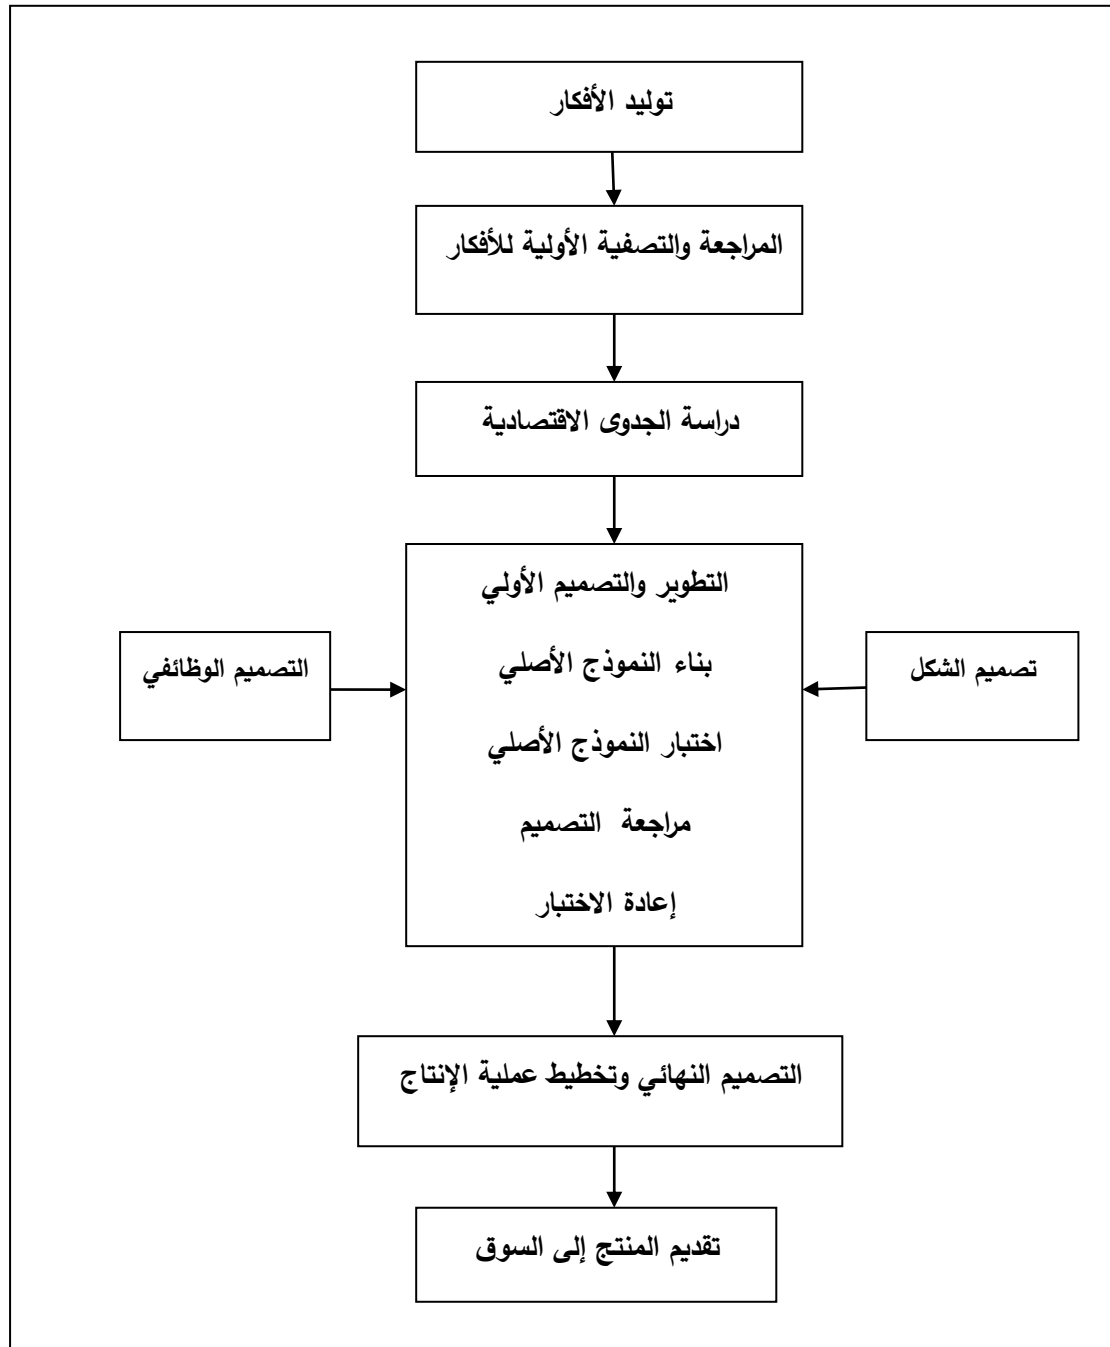 توليد الأفكار
المراجعة والتصفية الأولية للأفكار
دراسة الجدوى الاقتصادية
التطوير والتصميم الأولي
بناء النموذج الأصلي
اختبار النموذج الأصلي
مراجعة التصميم
إعادة الاختبار
تصميم الشكل
التصميم الوظائفي
التصميم النهائي وتخطيط عملية الإنتاج
تقديم المنتج إلى السوق